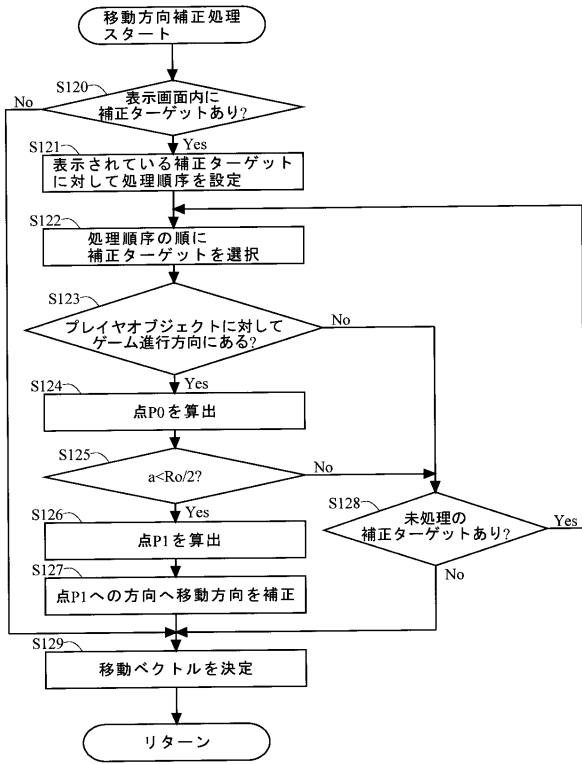 移動方向補正処理
スタート
S120
表示画面内に
補正ターゲットあり?
No
Yes
S121
表示されている補正ターゲット
に対して処理順序を設定
S122
処理順序の順に
補正ターゲットを選択
S123
プレイヤオブジェクトに対して
ゲーム進行方向にある?
No
Yes
S124
点P0を算出
S125
a<Ro/2?
No
Yes
S126
点P1を算出
S127
点P1への方向へ移動方向を補正
S128
未処理の
補正ターゲットあり?
Yes
No
S129
移動ベクトルを決定
リターン